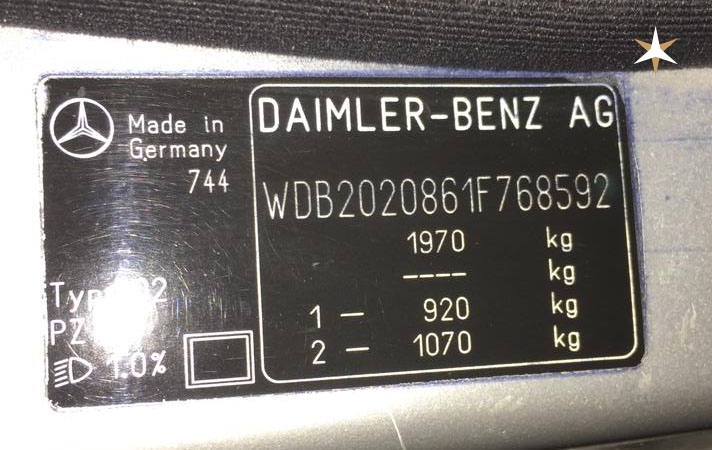 Made in
Germany
744
1.0%
DAIMLER-BENZ AG
WDB2020861F768592
1970 kg
---- kg
1 - 920 kg
2 - 1070 kg